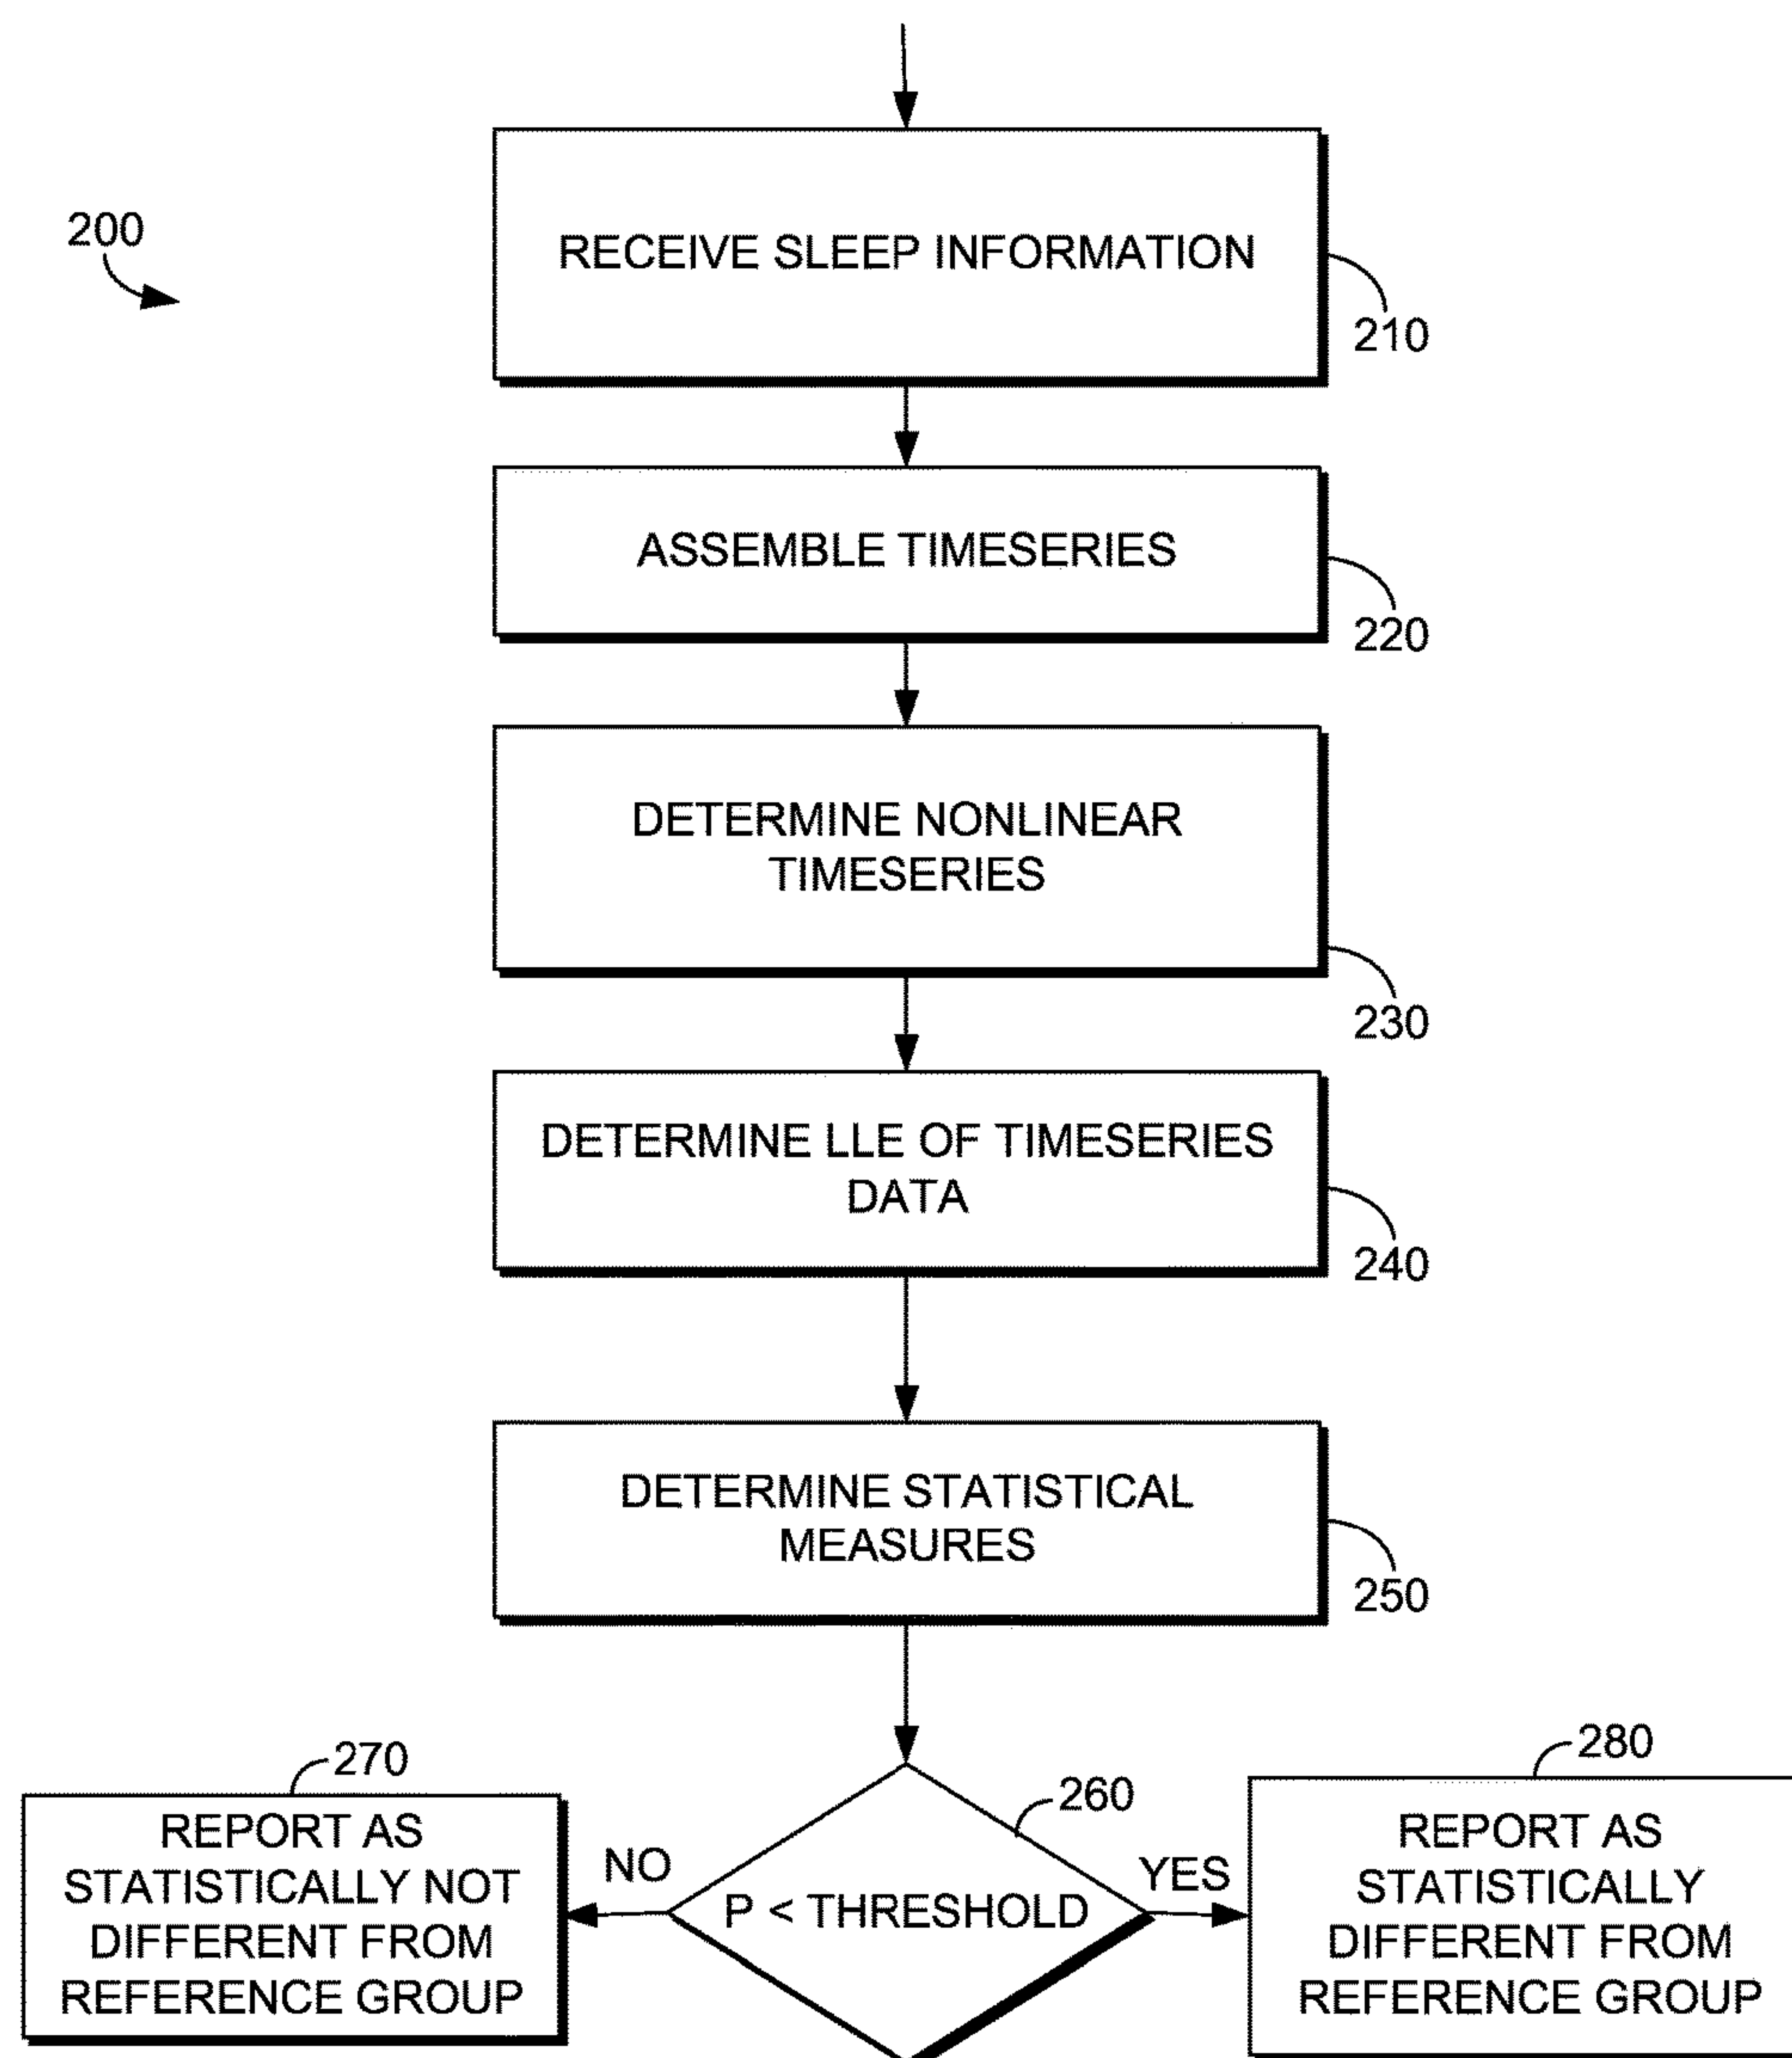 200
RECEIVE SLEEP INFORMATION
210
ASSEMBLE TIMESERIES
220
DETERMINE NONLINEAR
TIMESERIES
230
DETERMINE LLE OF TIMESERIES
DATA
240
DETERMINE STATISTICAL
MEASURES
250
270
REPORT AS
STATISTICALLY NOT
DIFFERENT FROM
REFERENCE GROUP
NO
260
P < THRESHOLD
YES
280
REPORT AS
STATISTICALLY
DIFFERENT FROM
REFERENCE GROUP